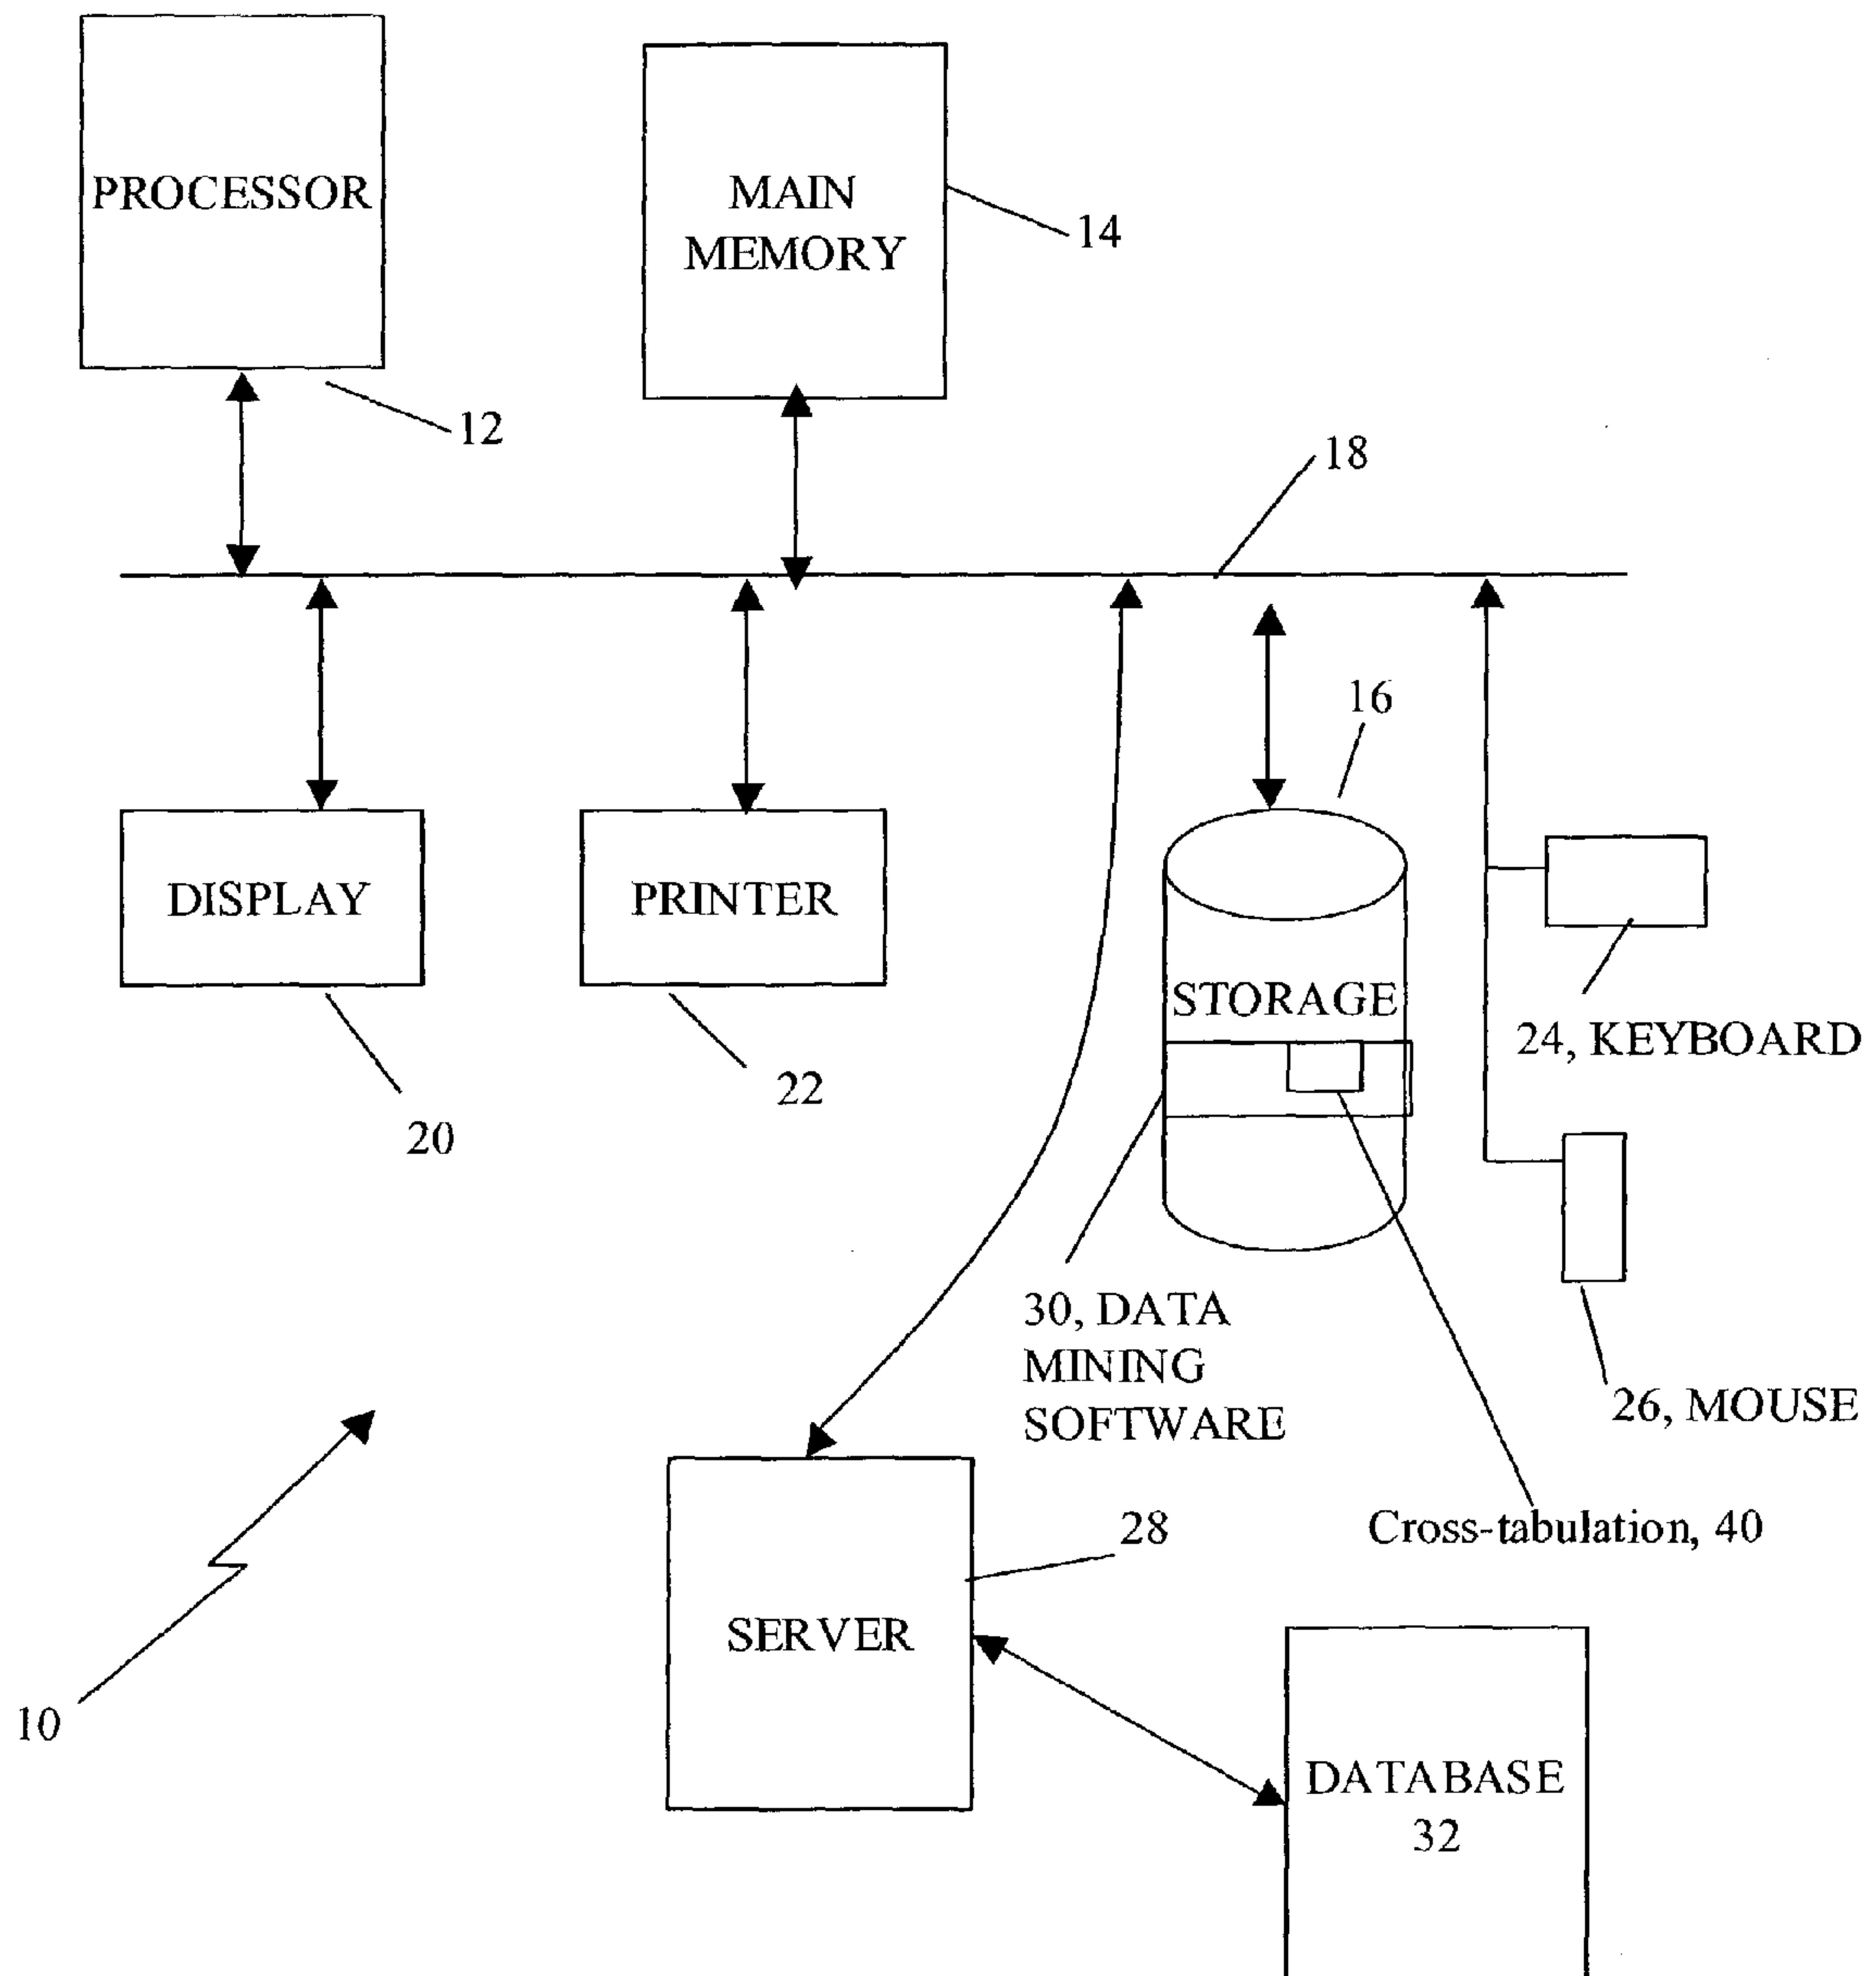 PROCESSOR
MAIN
MEMORY
14
12
18
16
DISPLAY
PRINTER
STORAGE
24, KEYBOARD
22
20
30, DATA
MINING
SOFTWARE
26, MOUSE
Cross-tabulation, 40
28
SERVER
10
DATABASE
32